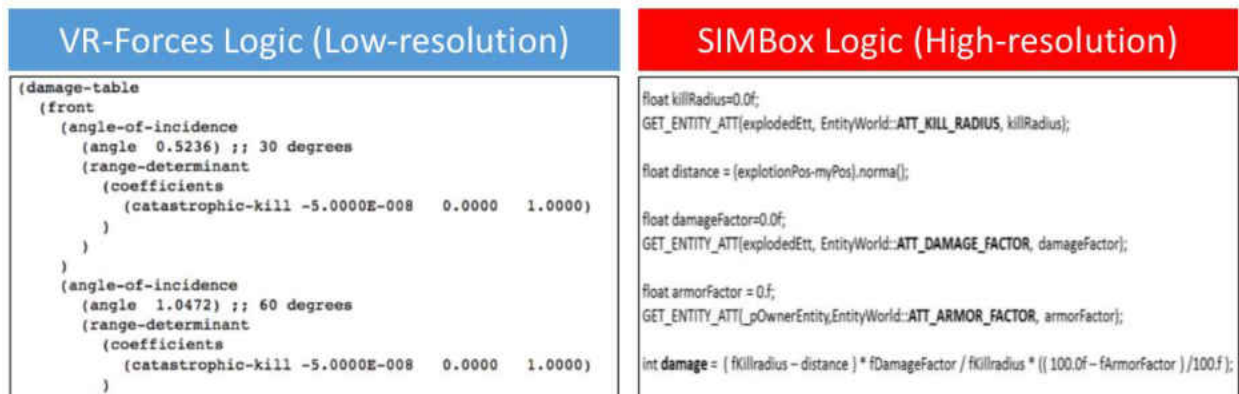 VR-Forces Logic (Low-resolution)
(damage-table
(front
(angle-of-incidence
(angle 0.5236) ;; 30 degrees
(range-determinant
(coefficients
(catastrophic-kill -5.0000E-008 0.0000 1.0000)
)
)
)
(angle-of-incidence
(angle 1.0472) ;; 60 degrees
(range-determinant
(coefficients
(catastrophic-kill -5.0000E-008 0.0000 1.0000)
)
SIMBox Logic (High-resolution)
float killRadius=0.0f;
GET_ENTITY_ATT(explodedEtt, EntityWorld::ATT_KILL_RADIUS, killRadius);
float distance = (explotionPos-myPos).norma();
float damageFactor=0.0f;
GET_ENTITY_ATT(explodedEtt, EntityWorld::ATT_DAMAGE_FACTOR, damageFactor);
float armorFactor = 0.f;
GET_ENTITY_ATT(_pOwnerEntity,EntityWorld::ATT_ARMOR_FACTOR, armorFactor);
int damage = ( fKillradius – distance ) * fDamageFactor / fKillradius * (( 100.0f – fArmorFactor ) /100.f );